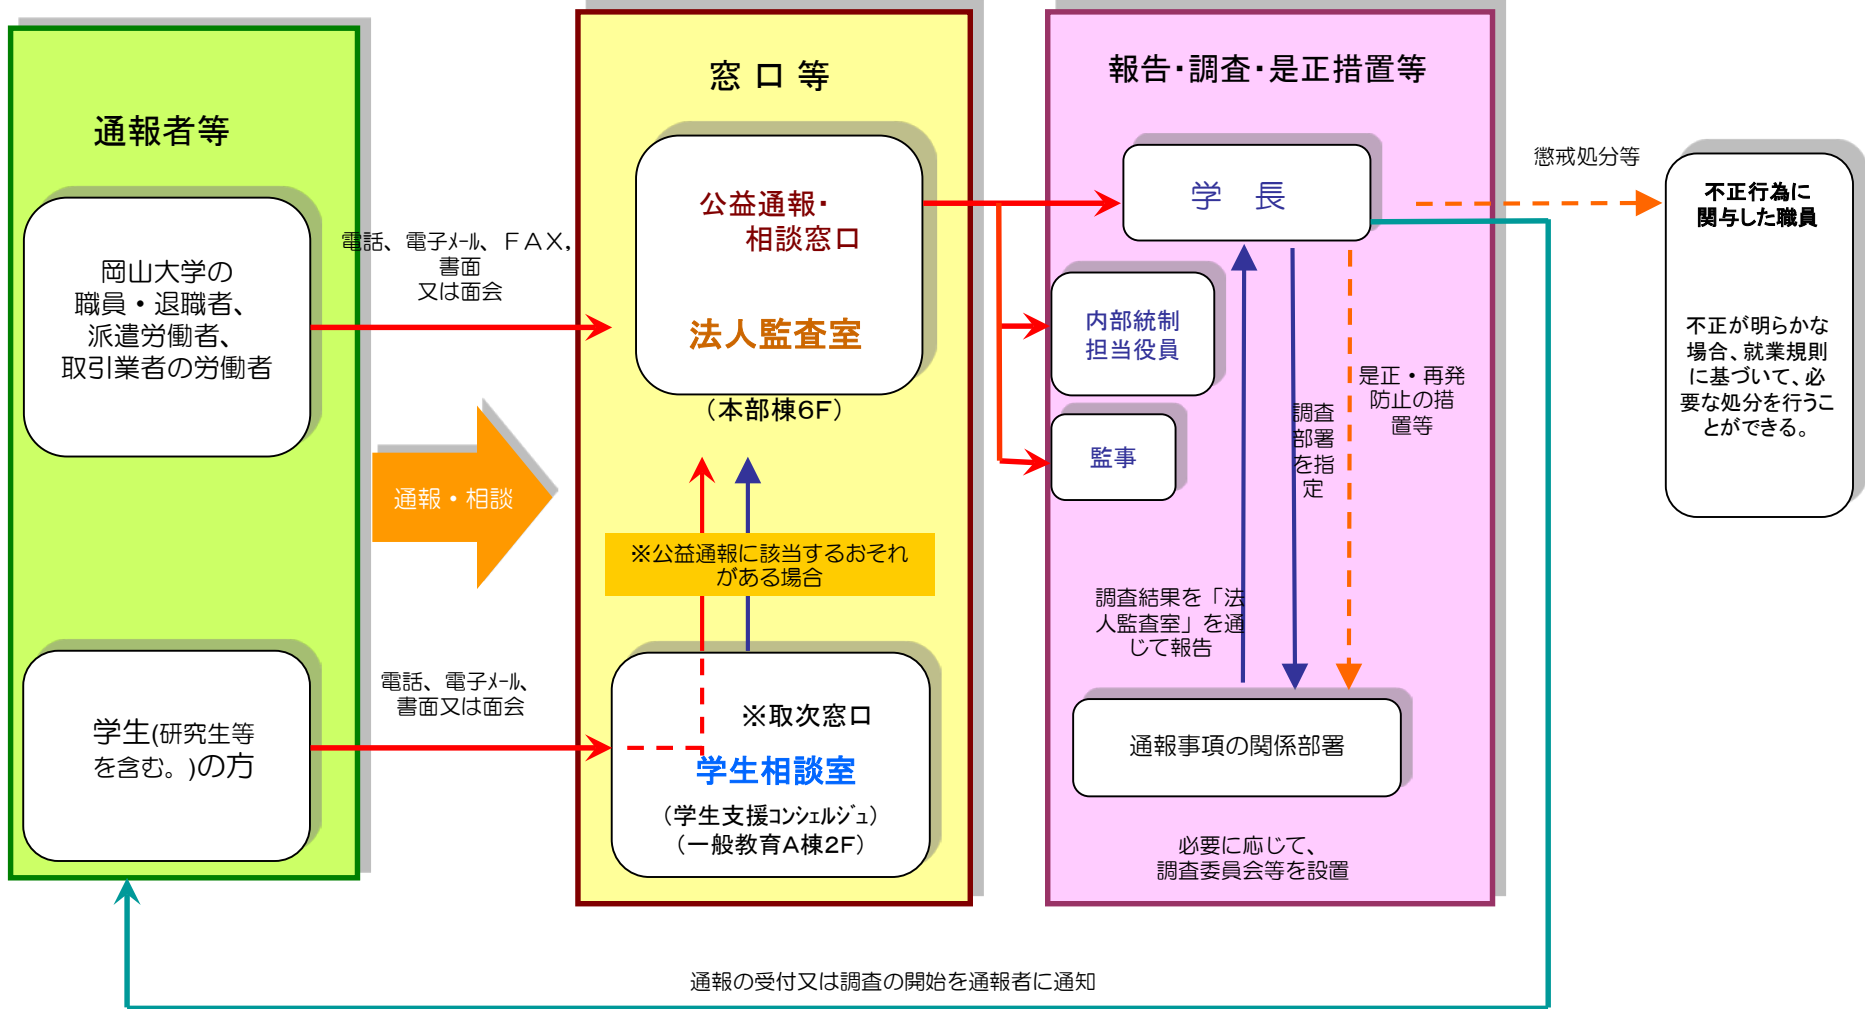 通報者等
岡山大学の
職員・退職者、
派遣労働者、
取引業者の労働者
学生(研究生等
を含む。)の方
電話、電子ﾒｰﾙ、ＦＡＸ，
書面
又は面会
通報・相談
電話、電子ﾒｰﾙ、
書面又は面会
窓 口 等
公益通報・
相談窓口
法人監査室
（本部棟6F）
※公益通報に該当するおそれ
がある場合
※取次窓口
学生相談室
（学生支援ｺﾝｼｪﾙｼﾞｭ）
（一般教育A棟2F）
報告・調査・是正措置等
学　長
内部統制
担当役員
監事
調査
部署
を指
定
是正・再発
防止の措
置等
調査結果を「法
人監査室」を通
じて報告
通報事項の関係部署
必要に応じて、
調査委員会等を設置
懲戒処分等
不正行為に
関与した職員
不正が明らかな
場合、就業規則
に基づいて、必
要な処分を行うこ
とができる。
通報の受付又は調査の開始を通報者に通知